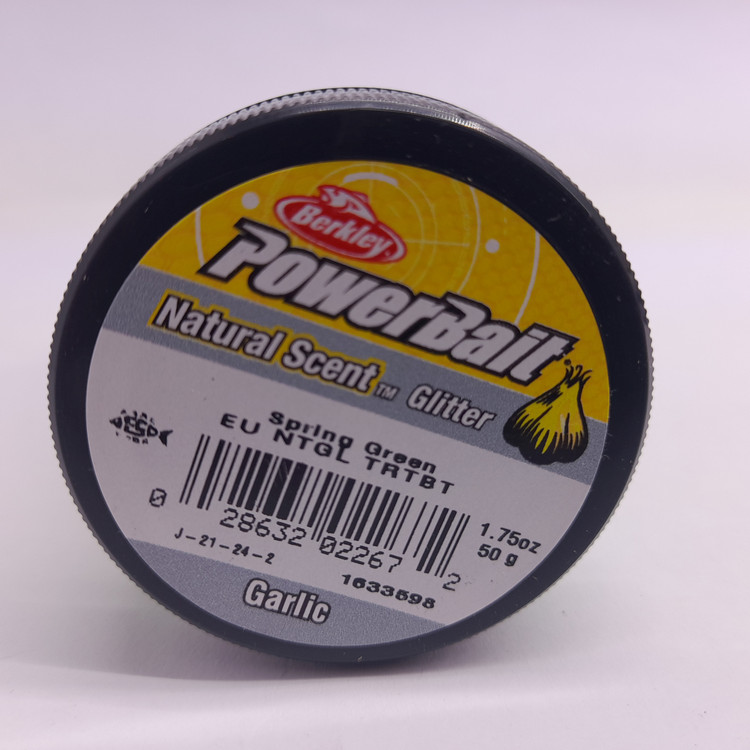 Berkley
PowerBait
Natural Scent™ Glitter
Spring Green
EU NTGL TRTBT
0 28632 02267 2
1.75oz
50 g
J-21-24-2
1633598
Garlic